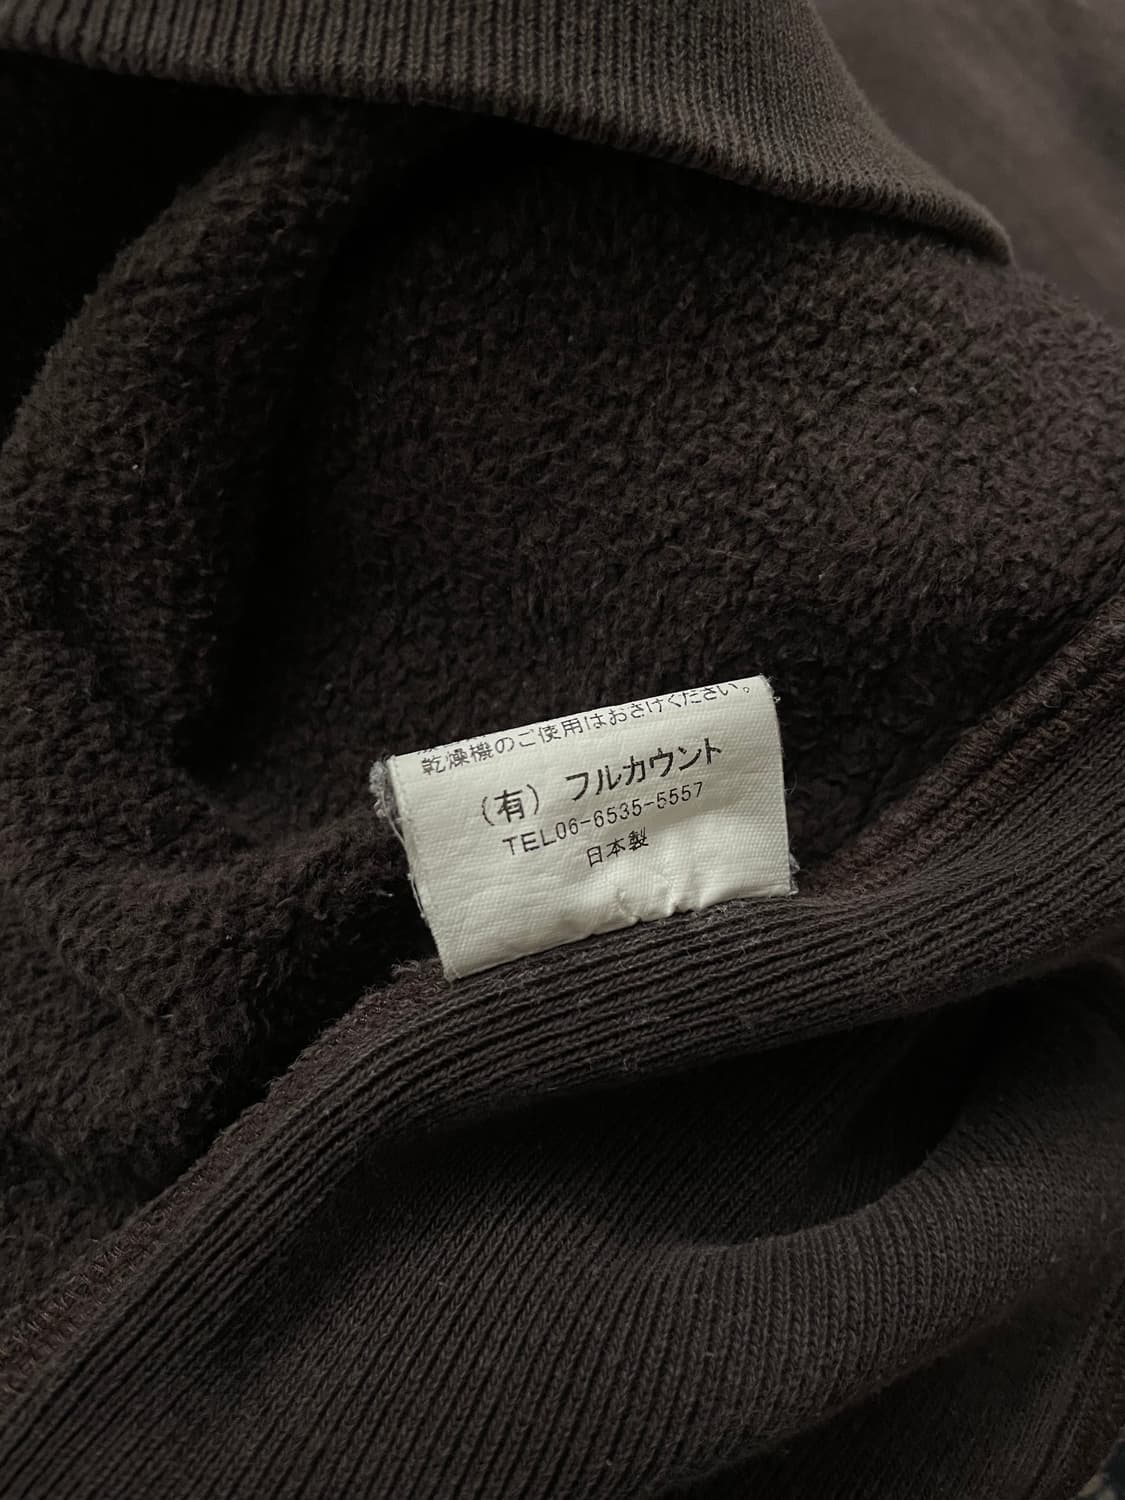 乾燥機のご使用はおさけください。
(有) フルカウント
TEL06-6535-5557
日本製